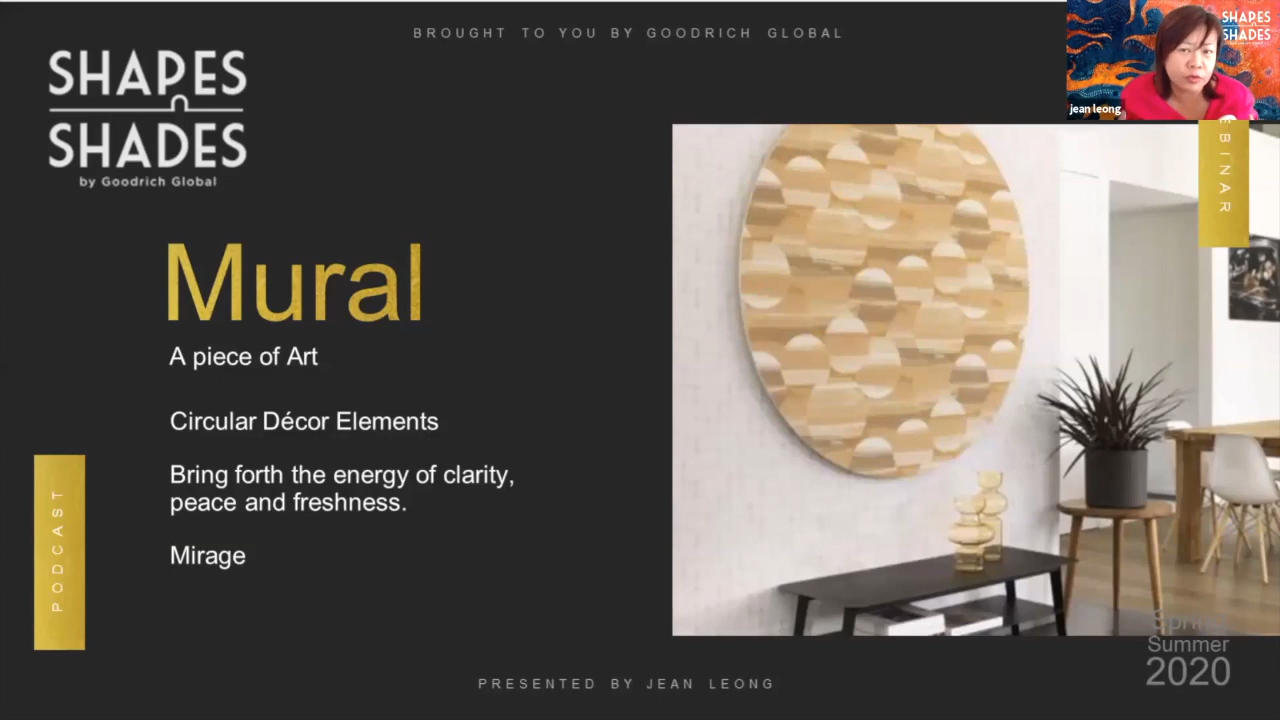 BROUGHT TO YOU BY GOODRICH GLOBAL
SHAPES
SHADES
by Goodrich Global
SHAPES
SHADES
jean leong
EBINAR
Mural
A piece of Art
Circular Décor Elements
Bring forth the energy of clarity,
peace and freshness.
Mirage
PODCAST
Spring
Summer
2020
PRESENTED BY JEAN LEONG